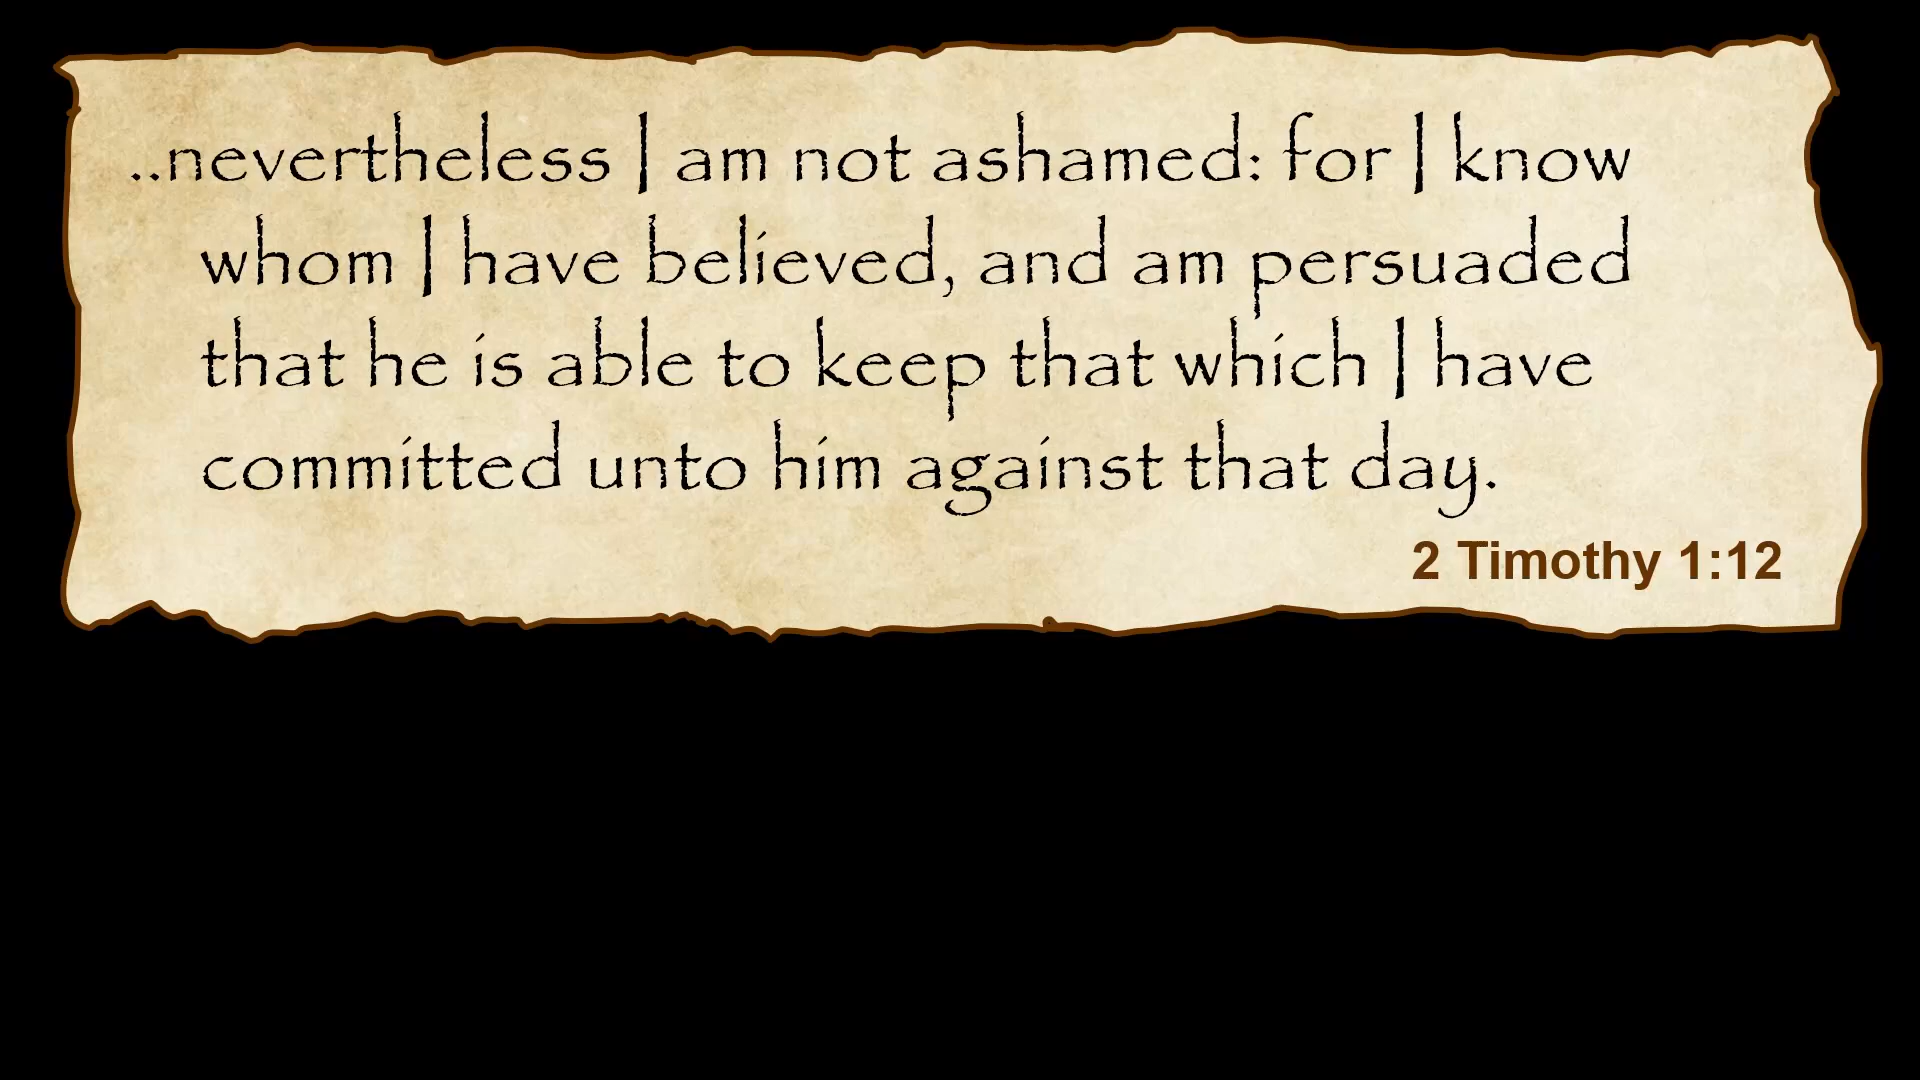 ..nevertheless I am not ashamed: for I know
whom I have believed, and am persuaded
that he is able to keep that which I have
committed unto him against that day.
2 Timothy 1:12